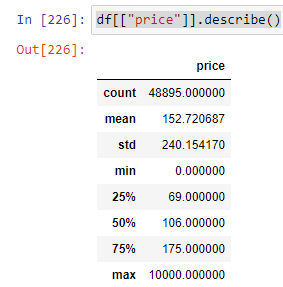 In [226]: df[["price"]].describe()
Out[226]:
price
count 48895.000000
mean 152.720687
std 240.154170
min 0.000000
25% 69.000000
50% 106.000000
75% 175.000000
max 10000.000000